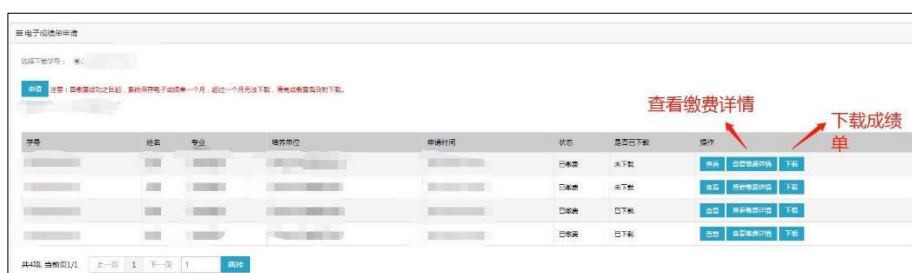 电子成绩单申请
选择下载学号：
申请 注意：自缴费成功之日起，系统保存电子成绩单一个月，超过一个月无法下载，请完成缴费后及时下载。
查看缴费详情
下载成绩单
学号 姓名 专业 培养单位 申请时间 状态 是否已下载 操作
已缴费 未下载 查看 查看缴费详情 下载
已缴费 未下载 查看 查看缴费详情 下载
已缴费 已下载 查看 查看缴费详情 下载
已缴费 已下载 查看 查看缴费详情 下载
共4项, 当前页1/1 上一页 1 下一页 1 跳转